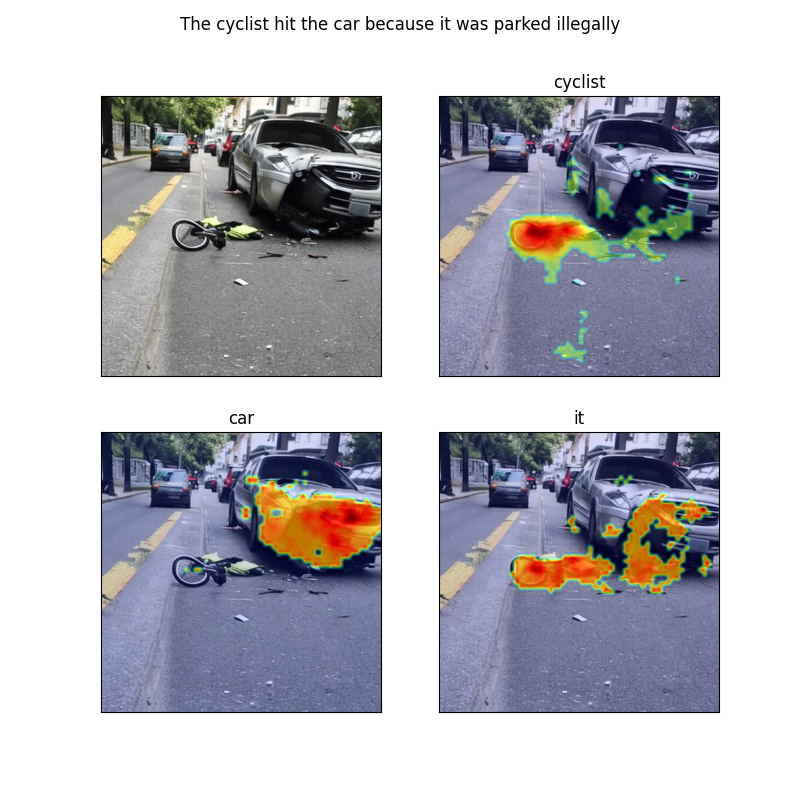 The cyclist hit the car because it was parked illegally
cyclist
car
it